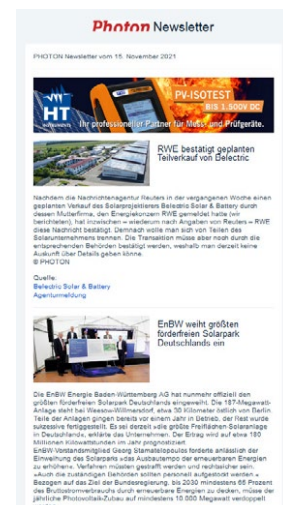 Photon Newsletter
PHOTON Newsletter vom 15. November 2021
PV-ISOTEST
BIS 1.500V DC
HT
INSTRUMENTS
Ihr professioneller Partner für Mess- und Prüfgeräte.
RWE bestätigt geplanten
Teilverkauf von Belectric
Nachdem die Nachrichtenagentur Reuters in der vergangenen Woche einen
geplanten Verkauf des Solarprojektierers Belectric Solar & Battery durch
dessen Mutterfirma, den Energiekonzern RWE gemeldet hatte (wir
berichteten), hat inzwischen – wiederum nach Angaben von Reuters – RWE
diese Nachricht bestätigt. Demnach wolle man sich von Teilen des
Solarunternehmens trennen. Die Transaktion müsse aber noch durch die
entsprechenden Behörden bestätigt werden, weshalb man derzeit keine
Auskunft über Details geben könne.
© PHOTON
Quelle:
Belectric Solar & Battery
Agenturmeldung
EnBW weiht größten
förderfreien Solarpark
Deutschlands ein
Die EnBW Energie Baden-Württemberg AG hat nunmehr offiziell den
größten förderfreien Solarpark Deutschlands eingeweiht. Die 187-Megawatt-
Anlage steht bei Weesow-Willmersdorf, etwa 30 Kilometer östlich von Berlin.
Teile der Anlagen gingen bereits vor einem Jahr in Betrieb, der Rest wurde
sukzessive fertiggestellt. Es sei derzeit »die größte Freiflächen-Solaranlage
in Deutschland«, erklärte das Unternehmen. Der Ertrag wird auf etwa 180
Millionen Kilowattstunden im Jahr prognostiziert.
EnBW-Vorstandsmitglied Georg Stamatelopoulos forderte anlässlich der
Einweihung des Solarparks »das Ausbautempo der erneuerbaren Energien
zu erhöhen«. Verfahren müssten gestrafft werden und rechtssicher sein.
»Auch die zuständigen Behörden sollten personell aufgestockt werden.«
Bezogen auf das Ziel der Bundesregierung, bis 2030 mindestens 65 Prozent
des Bruttostromverbrauchs durch erneuerbare Energien zu decken, müsse der
jährliche Photovoltaik-Zubau auf mindestens 10.000 Megawatt verdoppelt